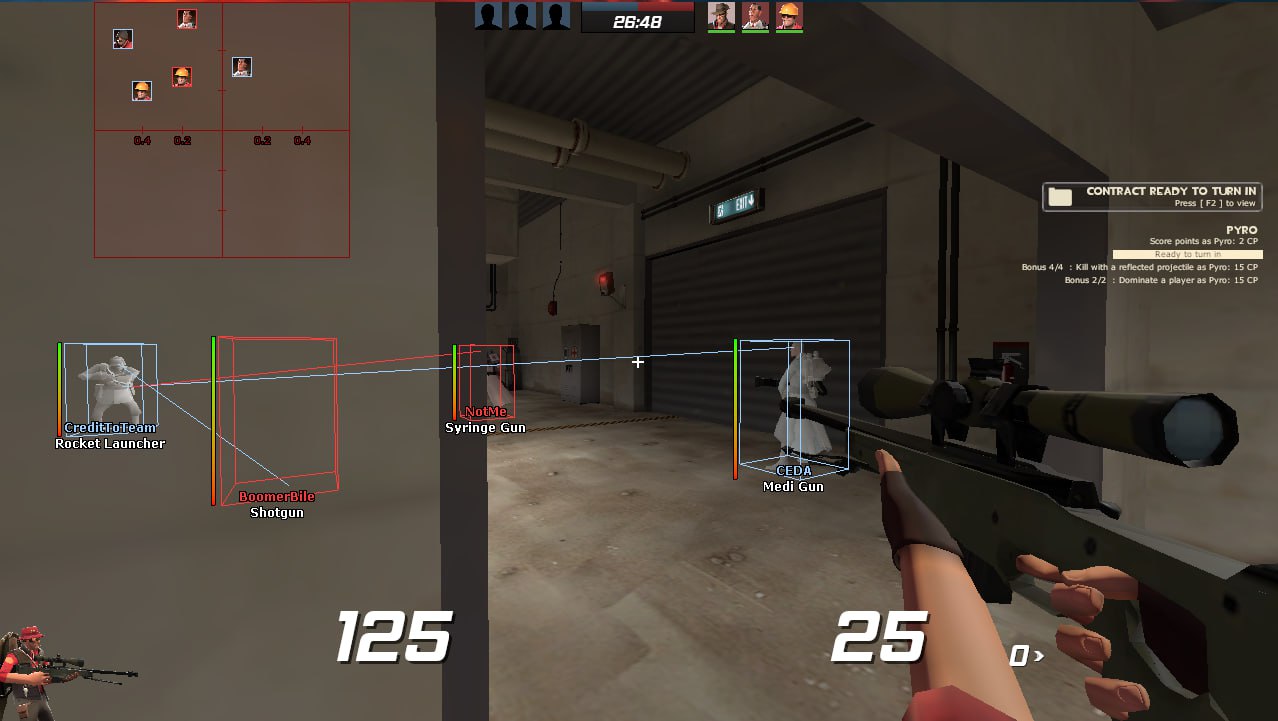 26:48
0.4 0.2 0.2 0.4
CONTRACT READY TO TURN IN
Press [ F2 ] to view
PYRO
Score points as Pyro: 2 CP
Ready to turn in
Bonus 4/4 : Kill with a reflected projectile as Pyro: 15 CP
Bonus 2/2 : Dominate a player as Pyro: 15 CP
EXIT
NotMe
Syringe Gun
CreditToTeam
Rocket Launcher
CEDA
Medi Gun
BoomerBile
Shotgun
125
25
0